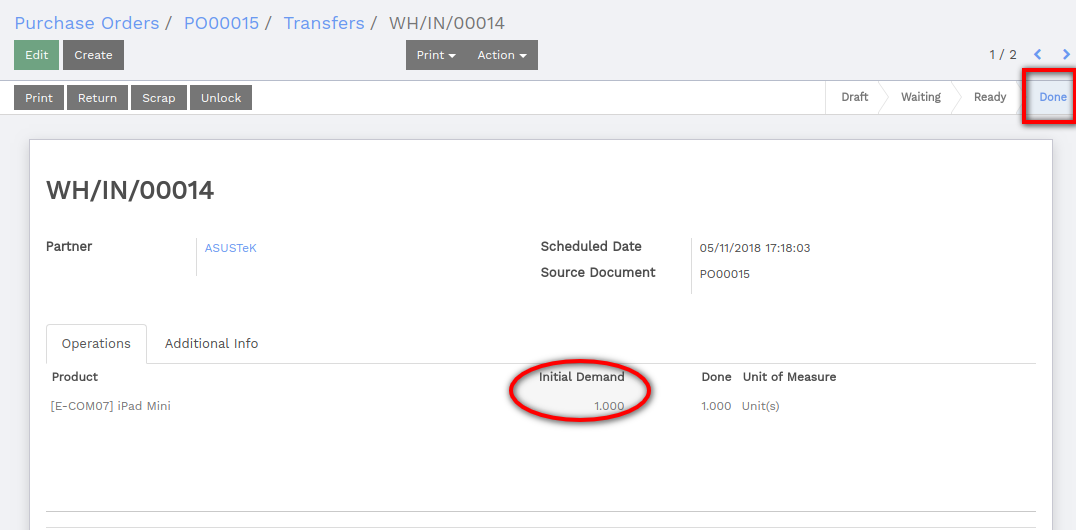 Purchase Orders / PO00015 / Transfers / WH/IN/00014
Edit Create Print Action 1 / 2
Print Return Scrap Unlock Draft Waiting Ready Done
WH/IN/00014
Partner ASUSTeK Scheduled Date 05/11/2018 17:18:03
Source Document PO00015
Operations Additional Info
Product Initial Demand Done Unit of Measure
[E-COM07] iPad Mini 1.000 1.000 Unit(s)